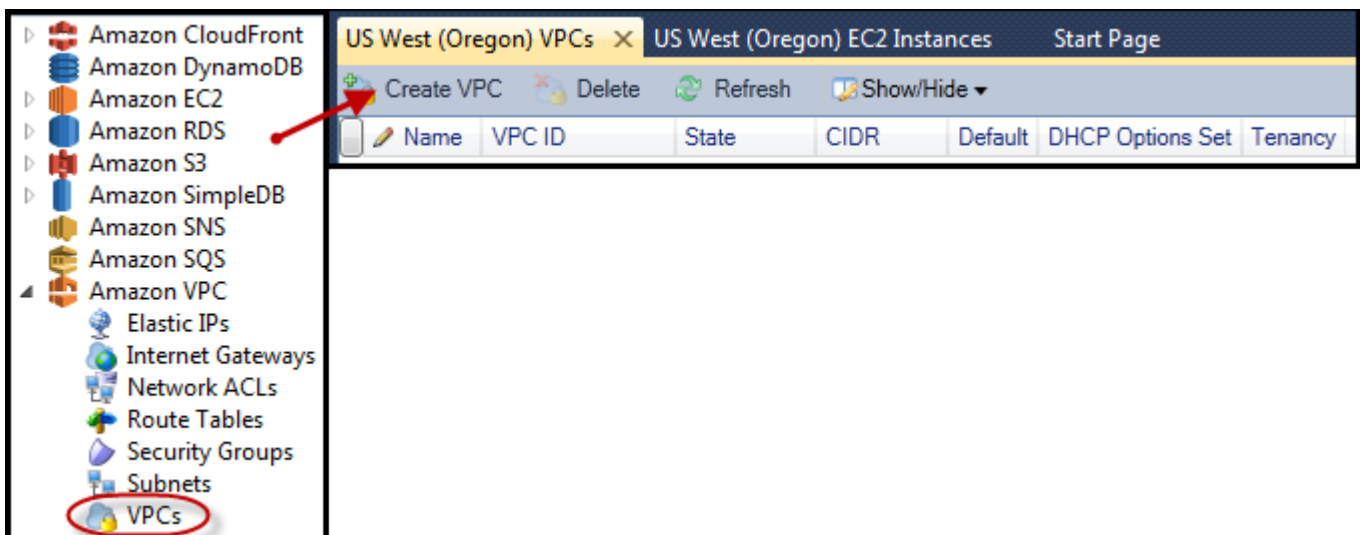 Amazon CloudFront
Amazon DynamoDB
Amazon EC2
Amazon RDS
Amazon S3
Amazon SimpleDB
Amazon SNS
Amazon SQS
Amazon VPC
Elastic IPs
Internet Gateways
Network ACLs
Route Tables
Security Groups
Subnets
VPCs
US West (Oregon) VPCs US West (Oregon) EC2 Instances Start Page
Create VPC Delete Refresh Show/Hide
Name VPC ID State CIDR Default DHCP Options Set Tenancy